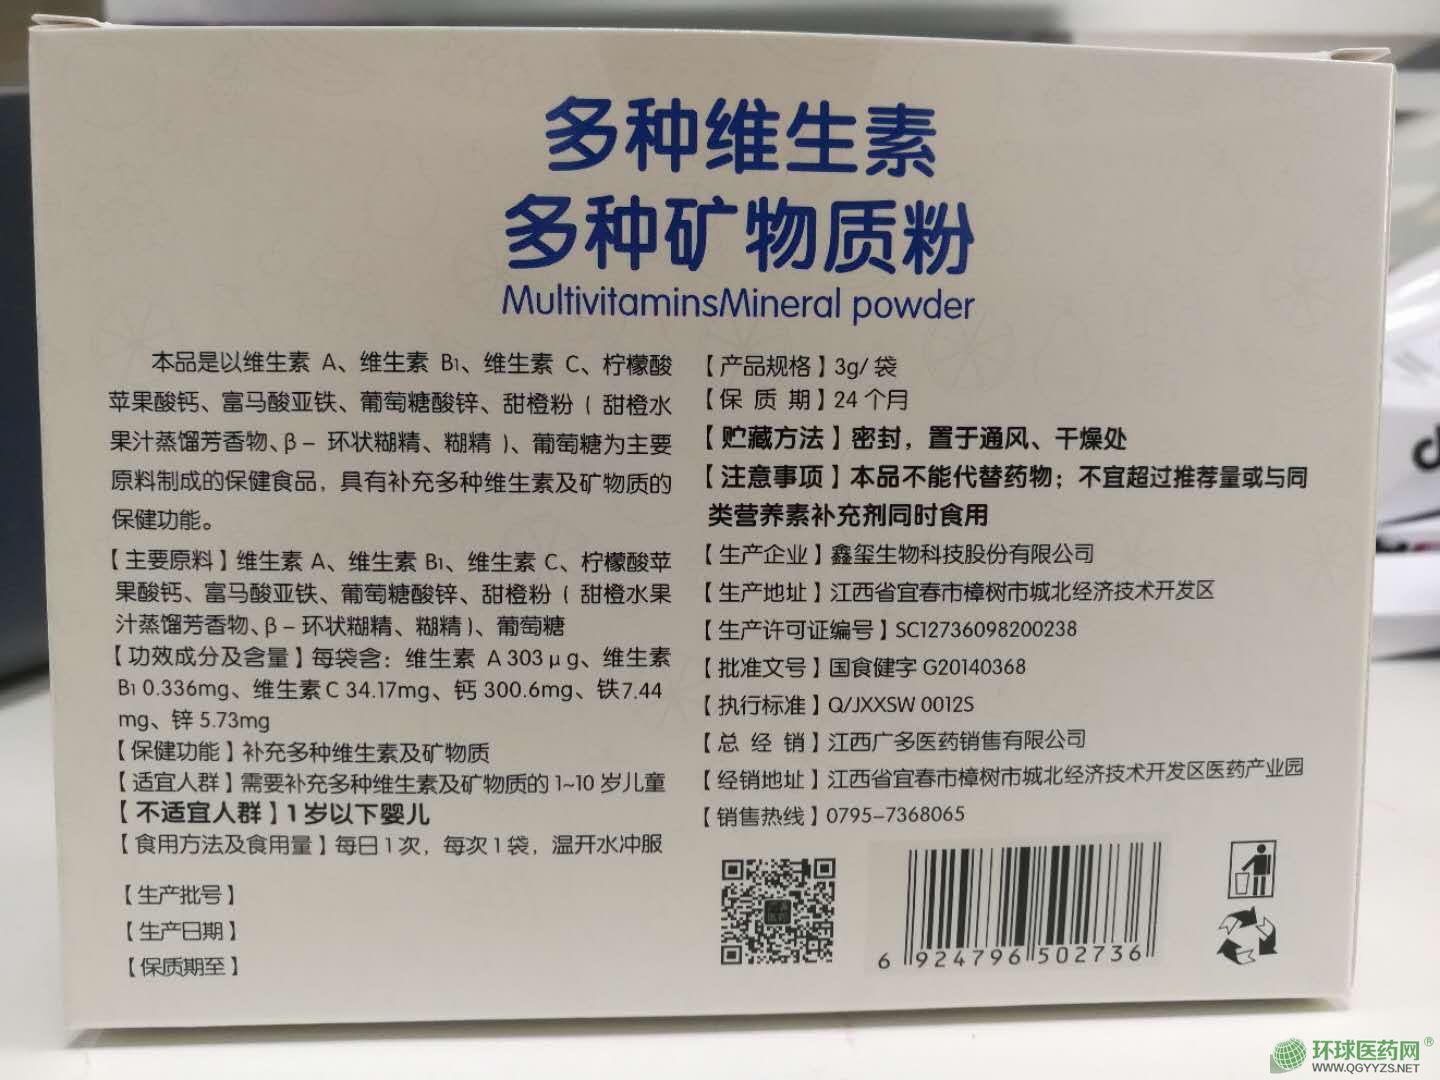 多种维生素
多种矿物质粉
MultivitaminsMineral powder
本品是以维生素 A、维生素 B1、维生素 C、柠檬酸
苹果酸钙、富马酸亚铁、葡萄糖酸锌、甜橙粉（甜橙水
果汁蒸馏芳香物、β－环状糊精、糊精）、葡萄糖为主要
原料制成的保健食品，具有补充多种维生素及矿物质的
保健功能。
【主要原料】维生素 A、维生素 B1、维生素 C、柠檬酸苹
果酸钙、富马酸亚铁、葡萄糖酸锌、甜橙粉（甜橙水果
汁蒸馏芳香物、β－环状糊精、糊精）、葡萄糖
【功效成分及含量】每袋含：维生素 A 303μg、维生素
B1 0.336mg、维生素 C 34.17mg、钙 300.6mg、铁7.44
mg、锌 5.73mg
【保健功能】补充多种维生素及矿物质
【适宜人群】需要补充多种维生素及矿物质的 1~10 岁儿童
【不适宜人群】1 岁以下婴儿
【食用方法及食用量】每日 1 次，每次 1 袋，温开水冲服
【生产批号】
【生产日期】
【保质期至】
【产品规格】3g/ 袋
【保 质 期】24 个月
【贮藏方法】密封，置于通风、干燥处
【注意事项】本品不能代替药物；不宜超过推荐量或与同
类营养素补充剂同时食用
【生产企业】鑫玺生物科技股份有限公司
【生产地址】江西省宜春市樟树市城北经济技术开发区
【生产许可证编号】SC12736098200238
【批准文号】国食健字 G20140368
【执行标准】Q/JXXSW 0012S
【总 经 销】江西广多医药销售有限公司
【经销地址】江西省宜春市樟树市城北经济技术开发区医药产业园
【销售热线】0795-7368065
6 924796 502736
环球医药网®
WWW.QGYYZS.NET